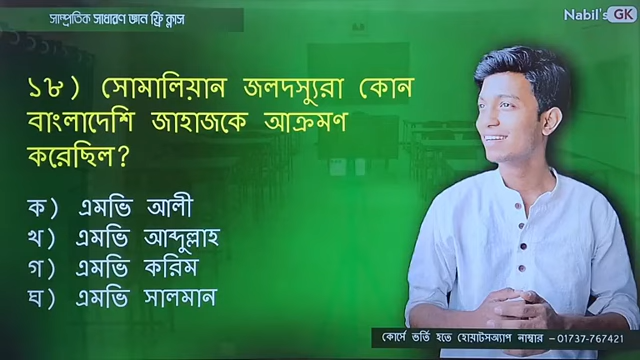 সাম্প্রতিক সাধারণ জ্ঞান ফ্রি ক্লাস
Nabil's GK
১৮) সোমালিয়ান জলদস্যুরা কোন
বাংলাদেশি জাহাজকে আক্রমণ
করেছিল?
ক) এমভি আলী
খ) এমভি আব্দুল্লাহ
গ) এমভি করিম
ঘ) এমভি সালমান
কোর্সে ভর্তি হতে হোয়াটসঅ্যাপ নাম্বার -01737-767421